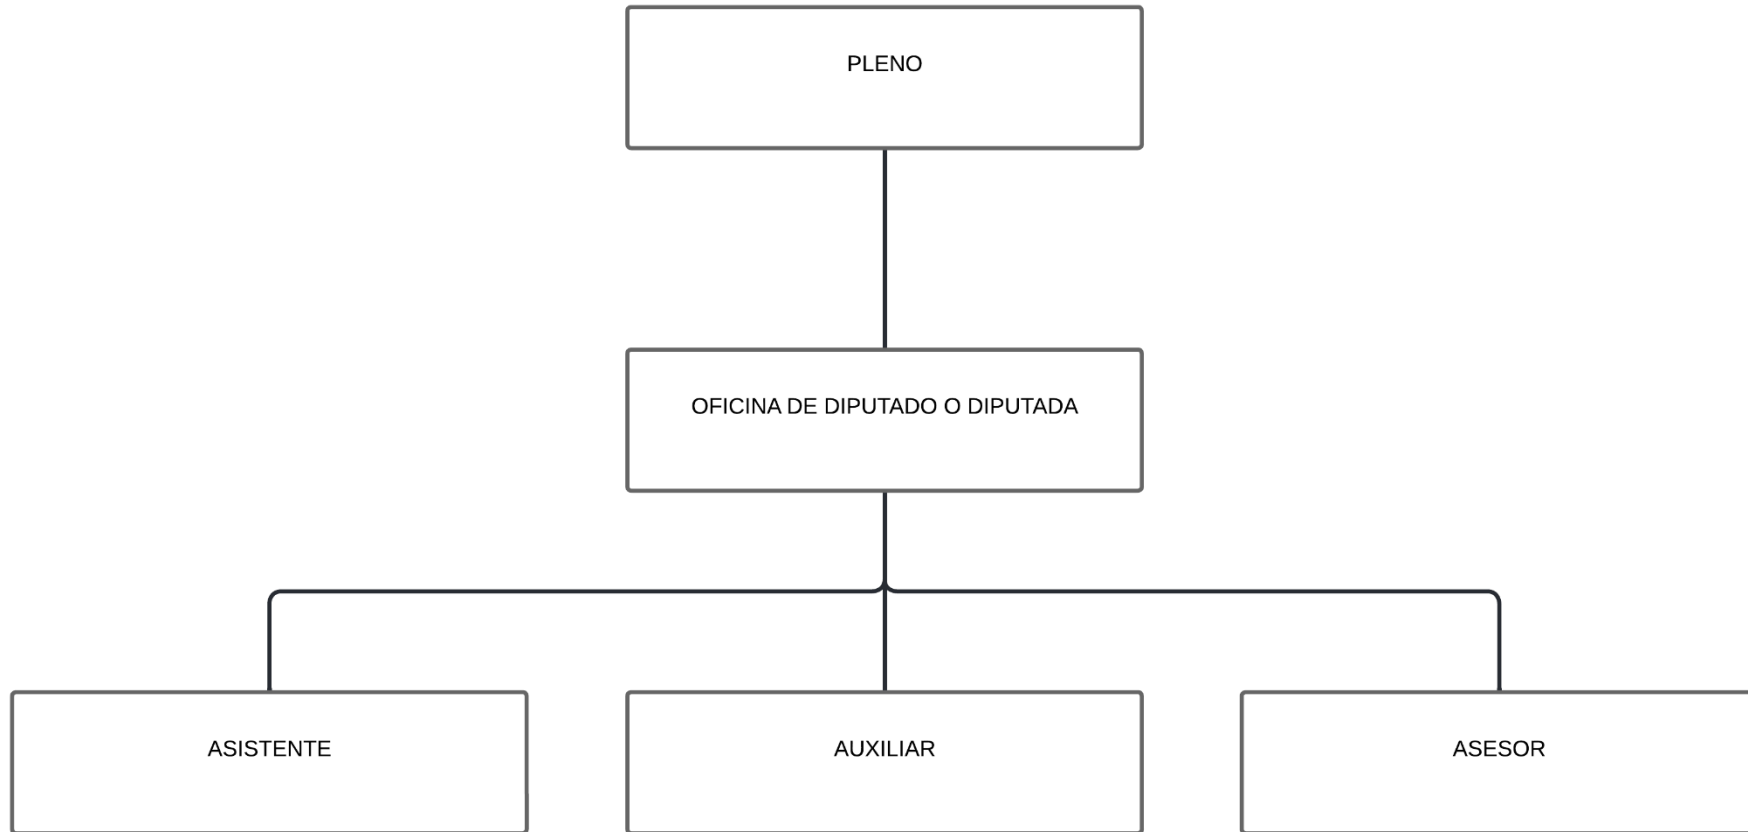 PLENO
OFICINA DE DIPUTADO O DIPUTADA
ASISTENTE
AUXILIAR
ASESOR